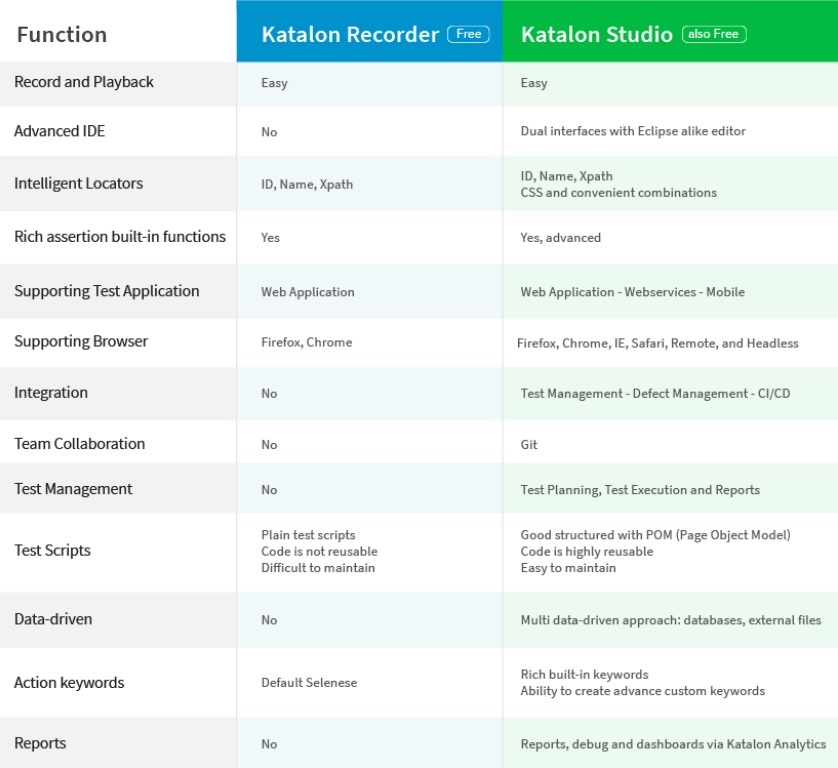 Function
Katalon Recorder Free
Katalon Studio also Free
Record and Playback
Easy
Easy
Advanced IDE
No
Dual interfaces with Eclipse alike editor
Intelligent Locators
ID, Name, Xpath
ID, Name, Xpath
CSS and convenient combinations
Rich assertion built-in functions
Yes
Yes, advanced
Supporting Test Application
Web Application
Web Application - Webservices - Mobile
Supporting Browser
Firefox, Chrome
Firefox, Chrome, IE, Safari, Remote, and Headless
Integration
No
Test Management - Defect Management - CI/CD
Team Collaboration
No
Git
Test Management
No
Test Planning, Test Execution and Reports
Test Scripts
Plain test scripts
Code is not reusable
Difficult to maintain
Good structured with POM (Page Object Model)
Code is highly reusable
Easy to maintain
Data-driven
No
Multi data-driven approach: databases, external files
Action keywords
Default Selenese
Rich built-in keywords
Ability to create advance custom keywords
Reports
No
Reports, debug and dashboards via Katalon Analytics